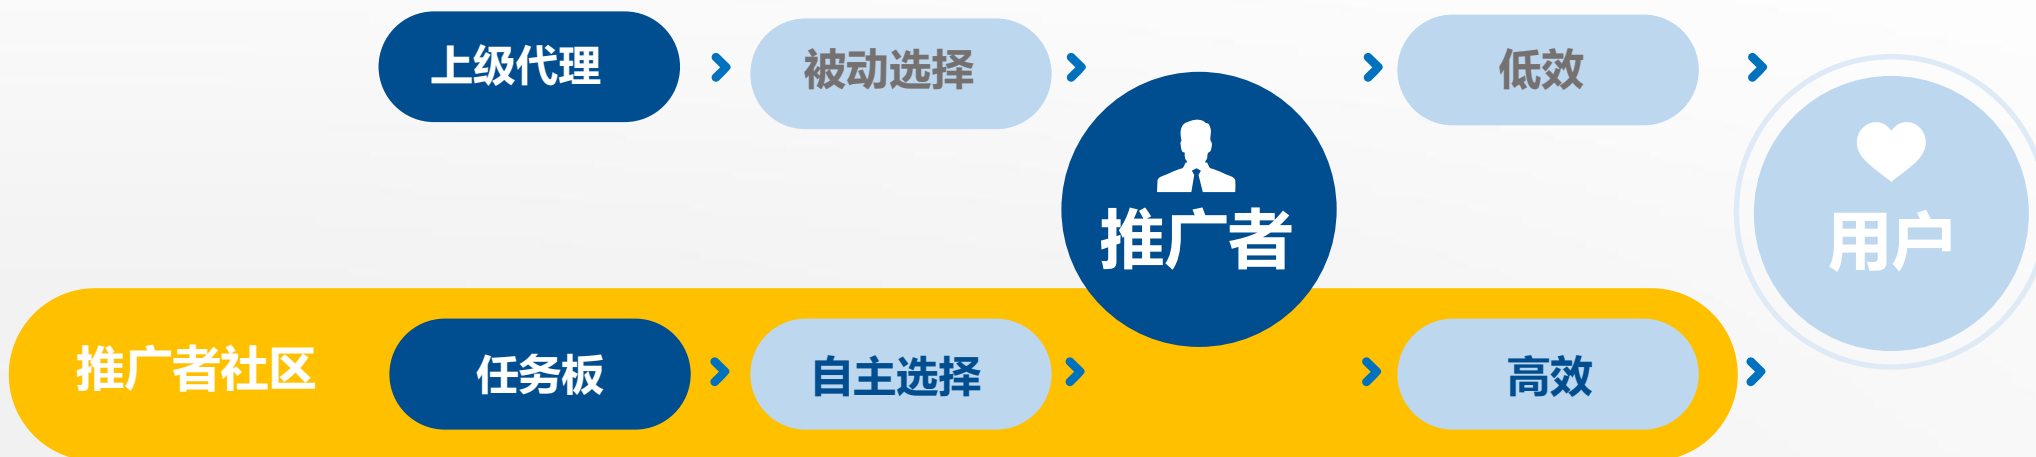 上级代理
被动选择
低效
推广者
用户
推广者社区
任务板
自主选择
高效